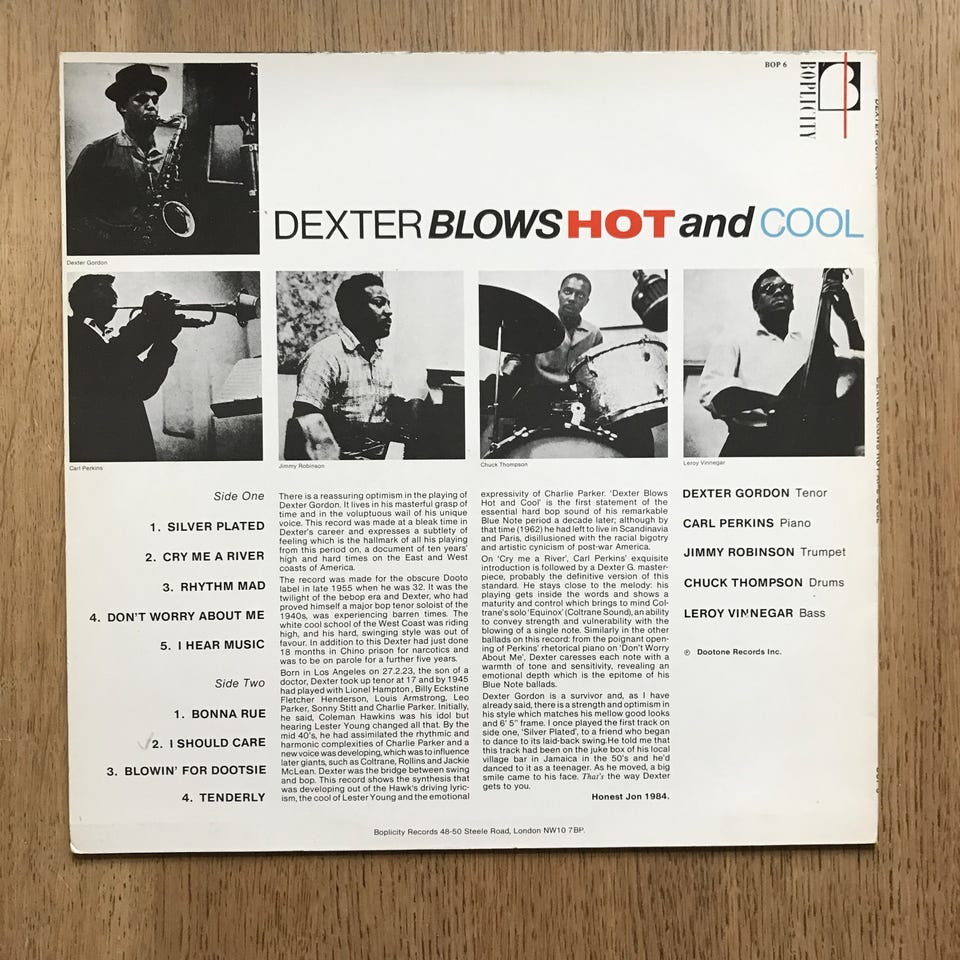 BOP 6
BOPLICITY
DEXTER BLOWS HOT and COOL
Dexter Gordon
Carl Perkins
Jimmy Robinson
Chuck Thompson
Leroy Vinnegar
Side One
1. SILVER PLATED
2. CRY ME A RIVER
3. RHYTHM MAD
4. DON'T WORRY ABOUT ME
5. I HEAR MUSIC
Side Two
1. BONNA RUE
2. I SHOULD CARE
3. BLOWIN' FOR DOOTSIE
4. TENDERLY
There is a reassuring optimism in the playing of
Dexter Gordon. It lives in his masterful grasp of
time and in the voluptuous wail of his unique
voice. This record was made at a bleak time in
Dexter's career and expresses a subtlety of
feeling which is the hallmark of all his playing
from this period on, a document of ten years'
high and hard times on the East and West
coasts of America.
The record was made for the obscure Dooto
label in late 1955 when he was 32. It was the
twilight of the bebop era and Dexter, who had
proved himself a major bop tenor soloist of the
1940s, was experiencing barren times. The
white cool school of the West Coast was riding
high, and his hard, swinging style was out of
favour. In addition to this Dexter had just done
18 months in Chino prison for narcotics and
was to be on parole for a further five years.
Born in Los Angeles on 27.2.23, the son of a
doctor, Dexter took up tenor at 17 and by 1945
had played with Lionel Hampton, Billy Eckstine
Fletcher Henderson, Louis Armstrong, Leo
Parker, Sonny Stitt and Charlie Parker. Initially,
he said, Coleman Hawkins was his idol but
hearing Lester Young changed all that. By the
mid 40's, he had assimilated the rhythmic and
harmonic complexities of Charlie Parker and a
new voice was developing, which was to influence
later giants, such as Coltrane, Rollins and Jackie
McLean. Dexter was the bridge between swing
and bop. This record shows the synthesis that
was developing out of the Hawk's driving lyric-
ism, the cool of Lester Young and the emotional
expressivity of Charlie Parker. 'Dexter Blows
Hot and Cool' is the first statement of the
essential hard bop sound of his remarkable
Blue Note period a decade later; although by
that time (1962) he had left to live in Scandinavia
and Paris, disillusioned with the racial bigotry
and artistic cynicism of post-war America.
On 'Cry me a River', Carl Perkins' exquisite
introduction is followed by a Dexter G. master-
piece, probably the definitive version of this
standard. He stays close to the melody: his
playing gets inside the words and shows a
maturity and control which brings to mind Col-
trane's solo 'Equinox' (Coltrane Sound), an ability
to convey strength and vulnerability with the
blowing of a single note. Similarly in the other
ballads on this record: from the poignant open-
ing of Perkins' rhetorical piano on 'Don't Worry
About Me', Dexter caresses each note with a
warmth of tone and sensitivity, revealing an
emotional depth which is the epitome of his
Blue Note ballads.
Dexter Gordon is a survivor and, as I have
already said, there is a strength and optimism in
his style which matches his mellow good looks
and 6' 5" frame. I once played the first track on
side one, 'Silver Plated', to a friend who began
to dance to its laid-back swing. He told me that
this track had been on the juke box of his local
village bar in Jamaica in the 50's and he'd
danced to it as a teenager. As he moved, a big
smile came to his face. That's the way Dexter
gets to you.
Honest Jon 1984.
DEXTER GORDON Tenor
CARL PERKINS Piano
JIMMY ROBINSON Trumpet
CHUCK THOMPSON Drums
LEROY VINNEGAR Bass
℗ Dootone Records Inc.
Boplicity Records 48-50 Steele Road, London NW10 7BP.